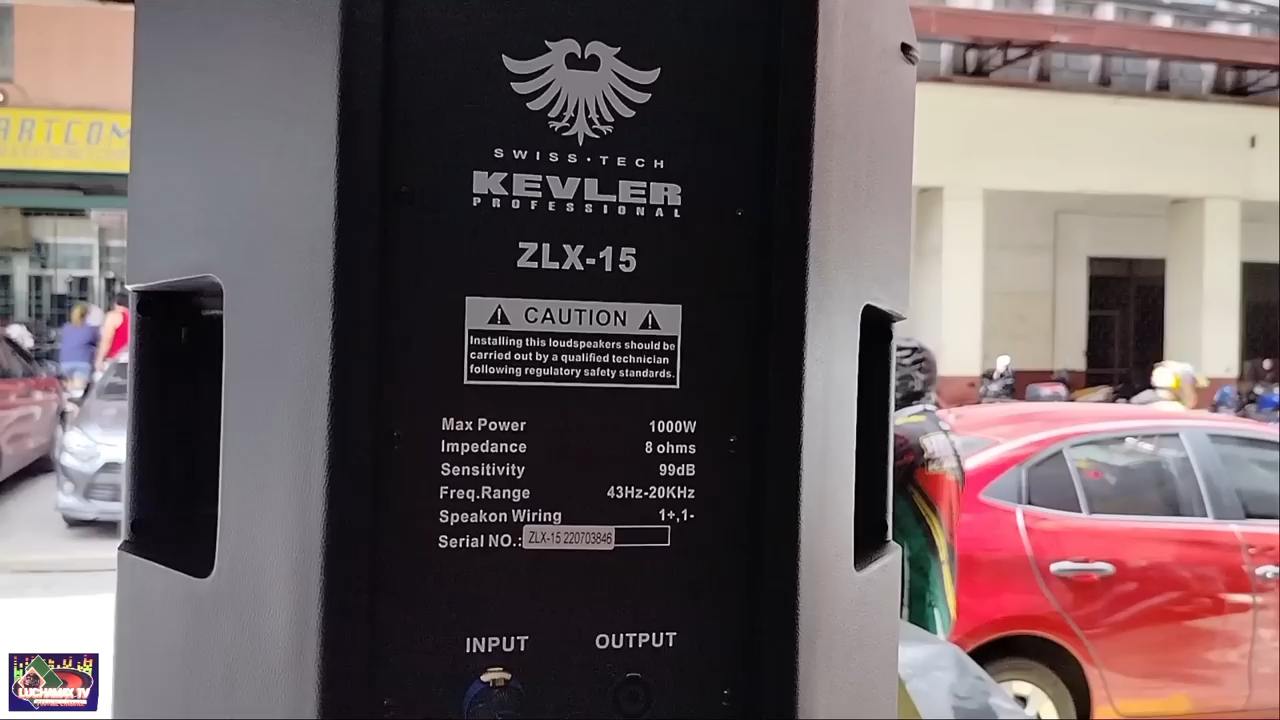 ARTCOM
SWISS·TECH
KEVLER
PROFESSIONAL
ZLX-15
CAUTION
Installing this loudspeakers should be
carried out by a qualified technician
following regulatory safety standards.
Max Power 1000W
Impedance 8 ohms
Sensitivity 99dB
Freq.Range 43Hz-20KHz
Speakon Wiring 1+,1-
Serial NO.: ZLX-15 220703846
INPUT OUTPUT
LUCHAMAX TV